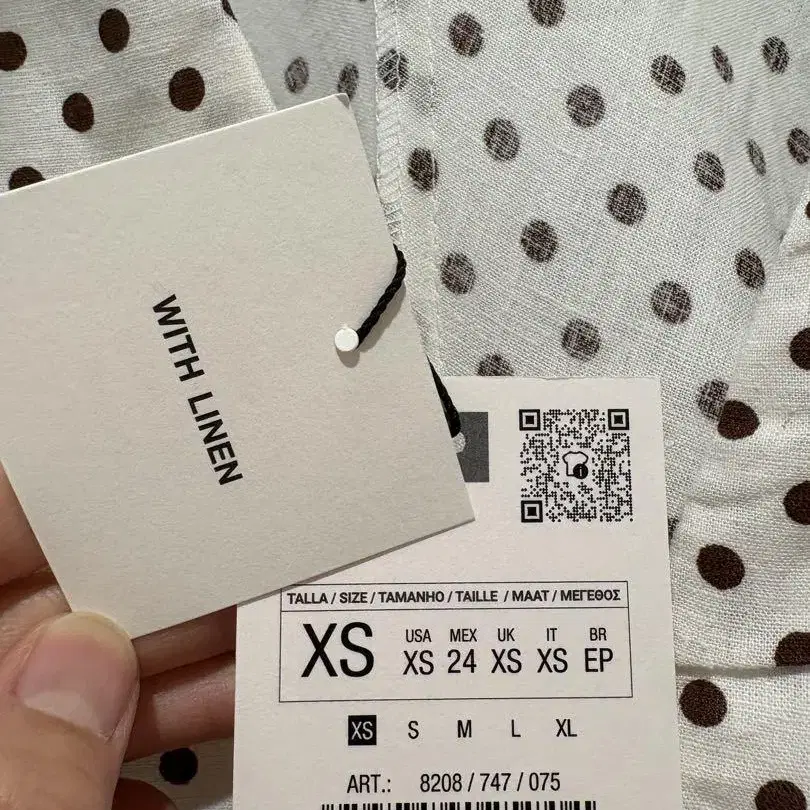 WITH LINEN
TALLA / SIZE / TAMANHO / TAILLE / MAAT / ΜΕΓΕΘΟΣ
XS
USA MEX UK IT BR
XS 24 XS XS EP
XS S M L XL
ART.: 8208 / 747 / 075